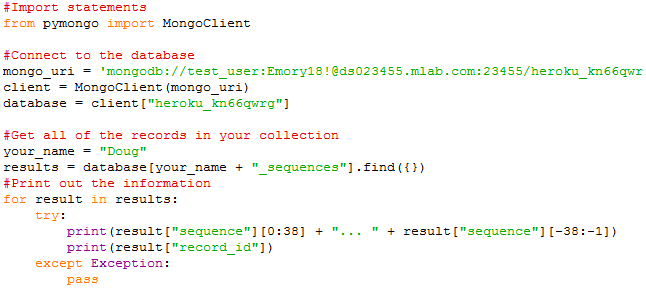 #Import statements
from pymongo import MongoClient
#Connect to the database
mongo_uri = 'mongodb://test_user:Emory18!@ds023455.mlab.com:23455/heroku_kn66qwr
client = MongoClient(mongo_uri)
database = client["heroku_kn66qwrg"]
#Get all of the records in your collection
your_name = "Doug"
results = database[your_name + "_sequences"].find({})
#Print out the information
for result in results:
    try:
        print(result["sequence"][0:38] + "... " + result["sequence"][-38:-1])
        print(result["record_id"])
    except Exception:
        pass